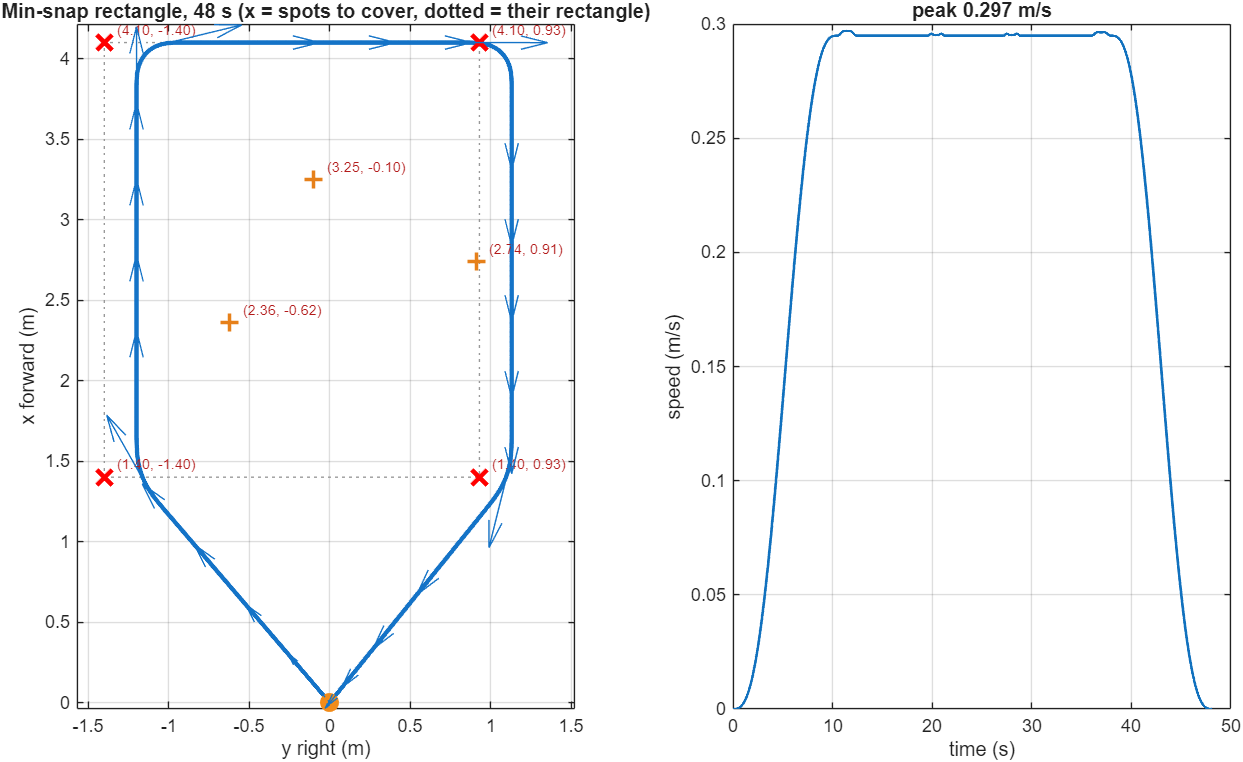 Min-snap rectangle, 48 s (x = spots to cover, dotted = their rectangle)
(4.10, -1.40)
(4.10, 0.93)
(3.25, -0.10)
(2.74, 0.91)
(2.36, -0.62)
(1.40, -1.40)
(1.40, 0.93)
4
3.5
3
2.5
2
1.5
1
0.5
0
x forward (m)
-1.5 -1 -0.5 0 0.5 1 1.5
y right (m)
peak 0.297 m/s
0.3
0.25
0.2
0.15
0.1
0.05
0
speed (m/s)
0 10 20 30 40 50
time (s)